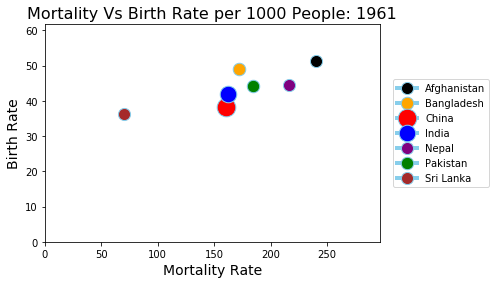 Mortality Vs Birth Rate per 1000 People: 1961
60
50
40
30
20
10
0
Birth Rate
0 50 100 150 200 250
Mortality Rate
Afghanistan
Bangladesh
China
India
Nepal
Pakistan
Sri Lanka